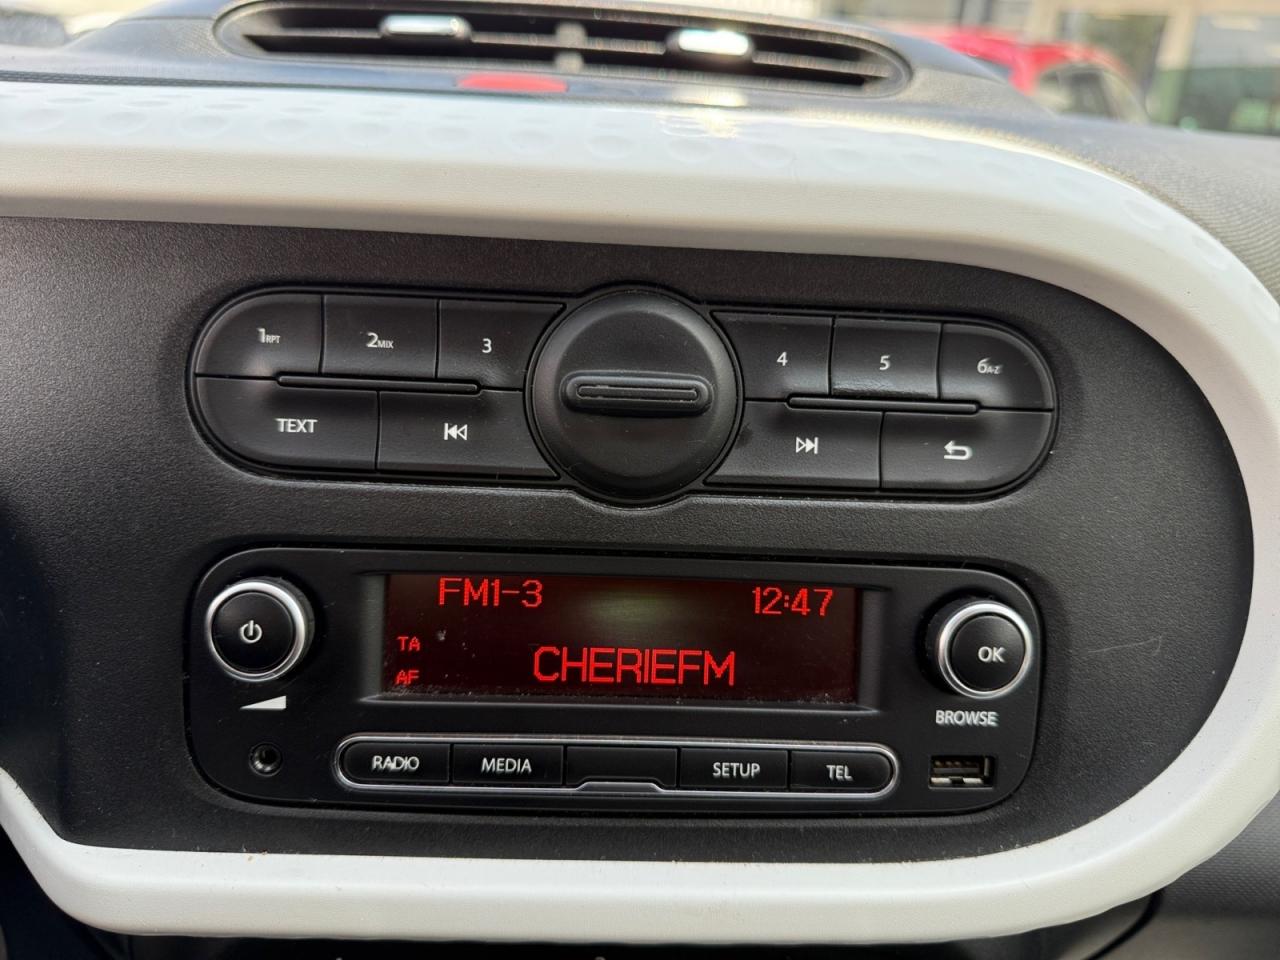 1RPT 2MIX 3 4 5 6A-Z
TEXT
FM1-3 12:47
TA
CHERIEFM
AF
OK
BROWSE
RADIO MEDIA SETUP TEL